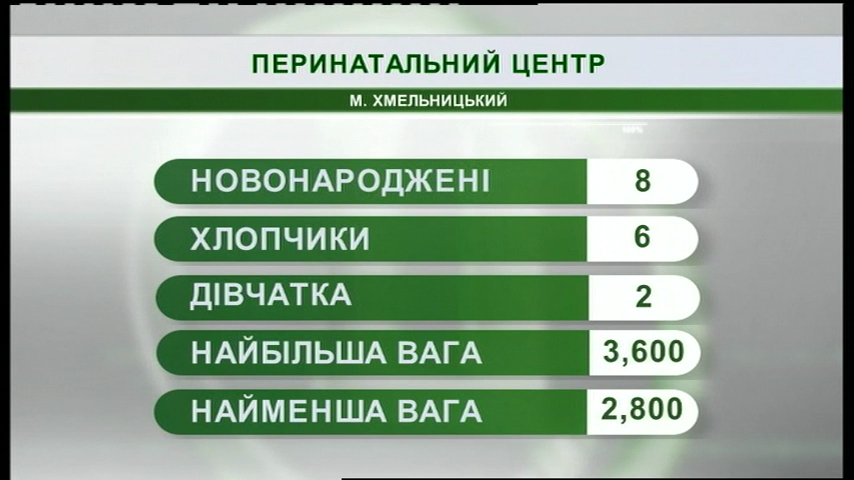 ПЕРИНАТАЛЬНИЙ ЦЕНТР
М. ХМЕЛЬНИЦЬКИЙ
НОВОНАРОДЖЕНІ 8
ХЛОПЧИКИ 6
ДІВЧАТКА 2
НАЙБІЛЬША ВАГА 3,600
НАЙМЕНША ВАГА 2,800